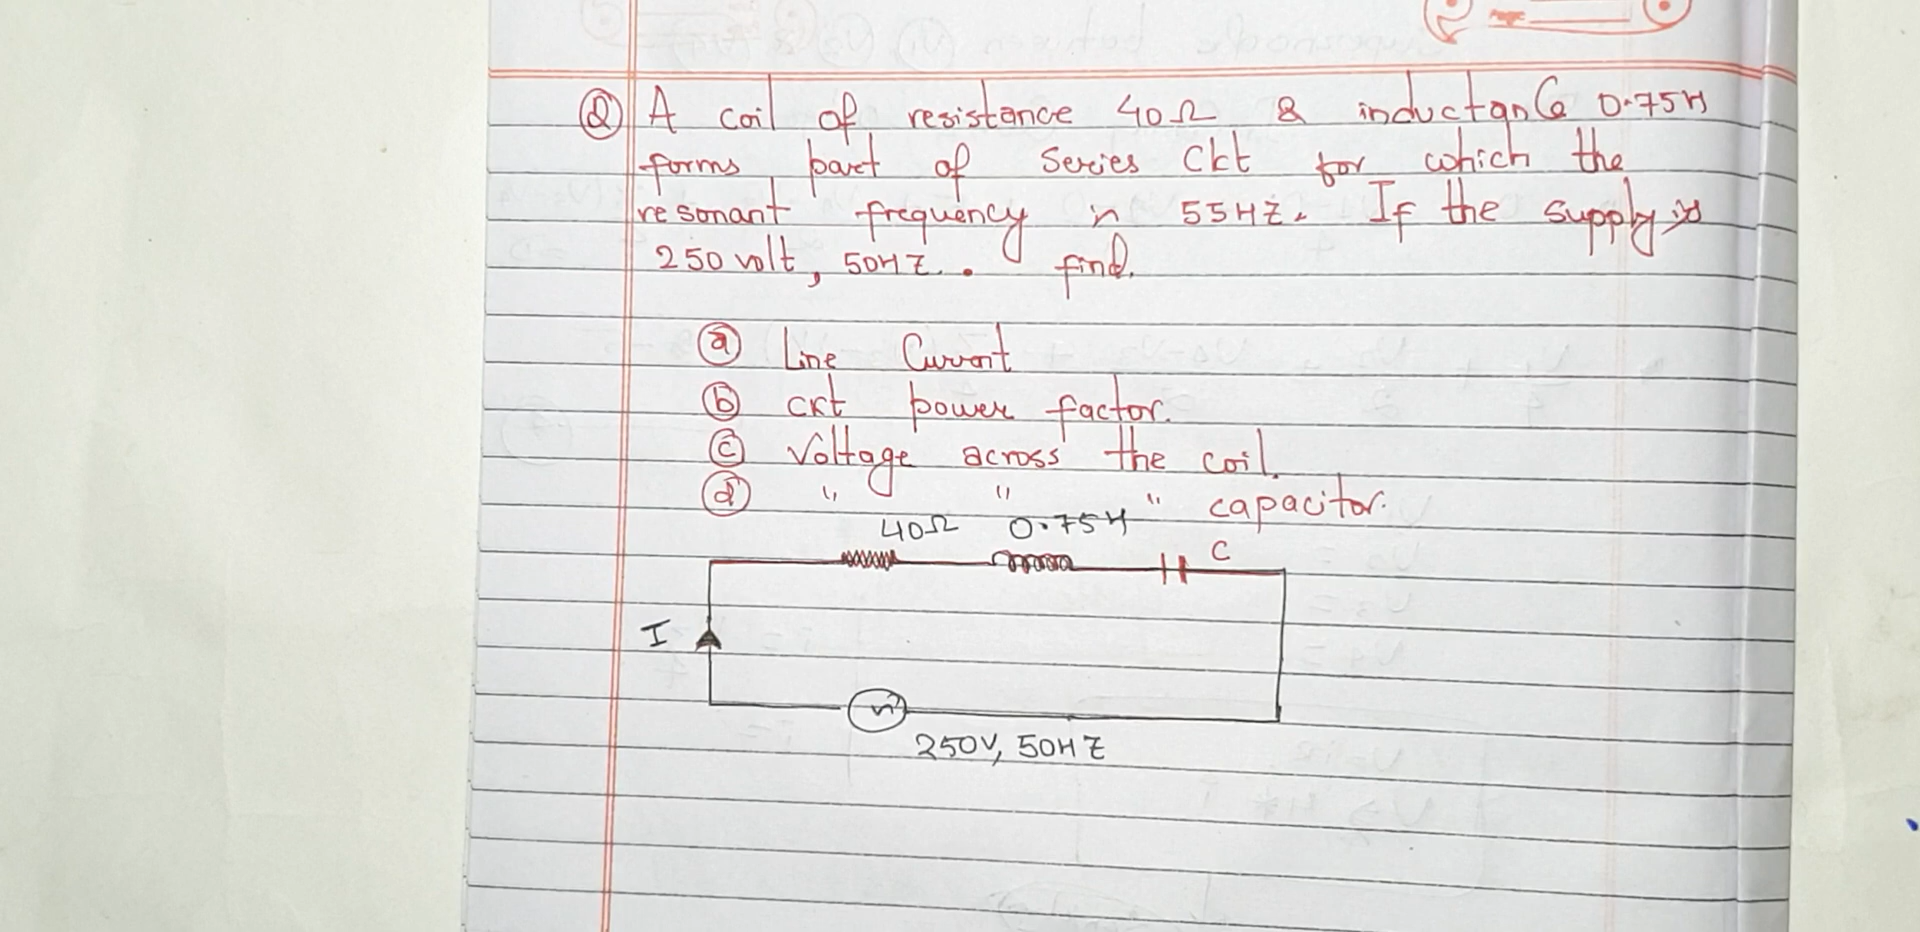 Q A coil of resistance 40Ω & inductance 0.75H
forms part of series Ckt for which the
resonant frequency is 55HZ. If the supply is
250 volt, 50HZ. find.
a Line Current
b ckt power factor.
c Voltage across the coil.
d " " " capacitor.
40Ω 0.75H
C
I
250V, 50HZ